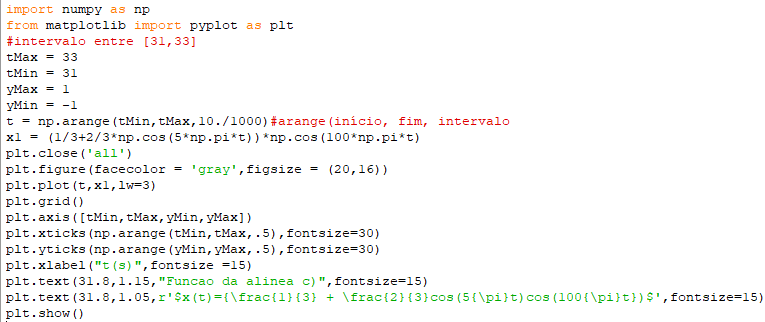 import numpy as np
from matplotlib import pyplot as plt
#intervalo entre [31,33]
tMax = 33
tMin = 31
yMax = 1
yMin = -1
t = np.arange(tMin,tMax,10./1000)#arange(início, fim, intervalo
x1 = (1/3+2/3*np.cos(5*np.pi*t))*np.cos(100*np.pi*t)
plt.close('all')
plt.figure(facecolor = 'gray',figsize = (20,16))
plt.plot(t,x1,lw=3)
plt.grid()
plt.axis([tMin,tMax,yMin,yMax])
plt.xticks(np.arange(tMin,tMax,.5),fontsize=30)
plt.yticks(np.arange(yMin,yMax,.5),fontsize=30)
plt.xlabel("t(s)",fontsize =15)
plt.text(31.8,1.15,"Funcao da alinea c)",fontsize=15)
plt.text(31.8,1.05,r'$x(t)={\frac{1}{3} + \frac{2}{3}cos(5{\pi}t)cos(100{\pi}t})$',fontsize=15)
plt.show()